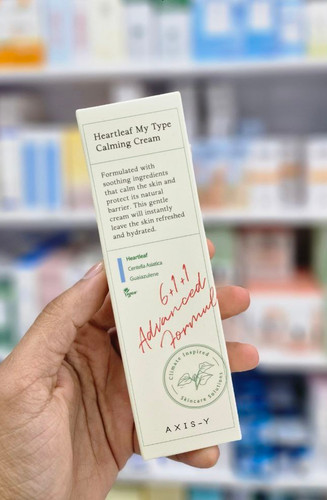 Heartleaf My Type
Calming Cream
Formulated with
soothing ingredients
that calm the skin and
protect its natural
barrier. This gentle
cream will instantly
leave the skin refreshed
and hydrated.
Heartleaf
Centella Asiatica
Guaiazulene
6+1+1
Advanced
Formula
Climate Inspired
Skincare Solutions
AXIS-Y